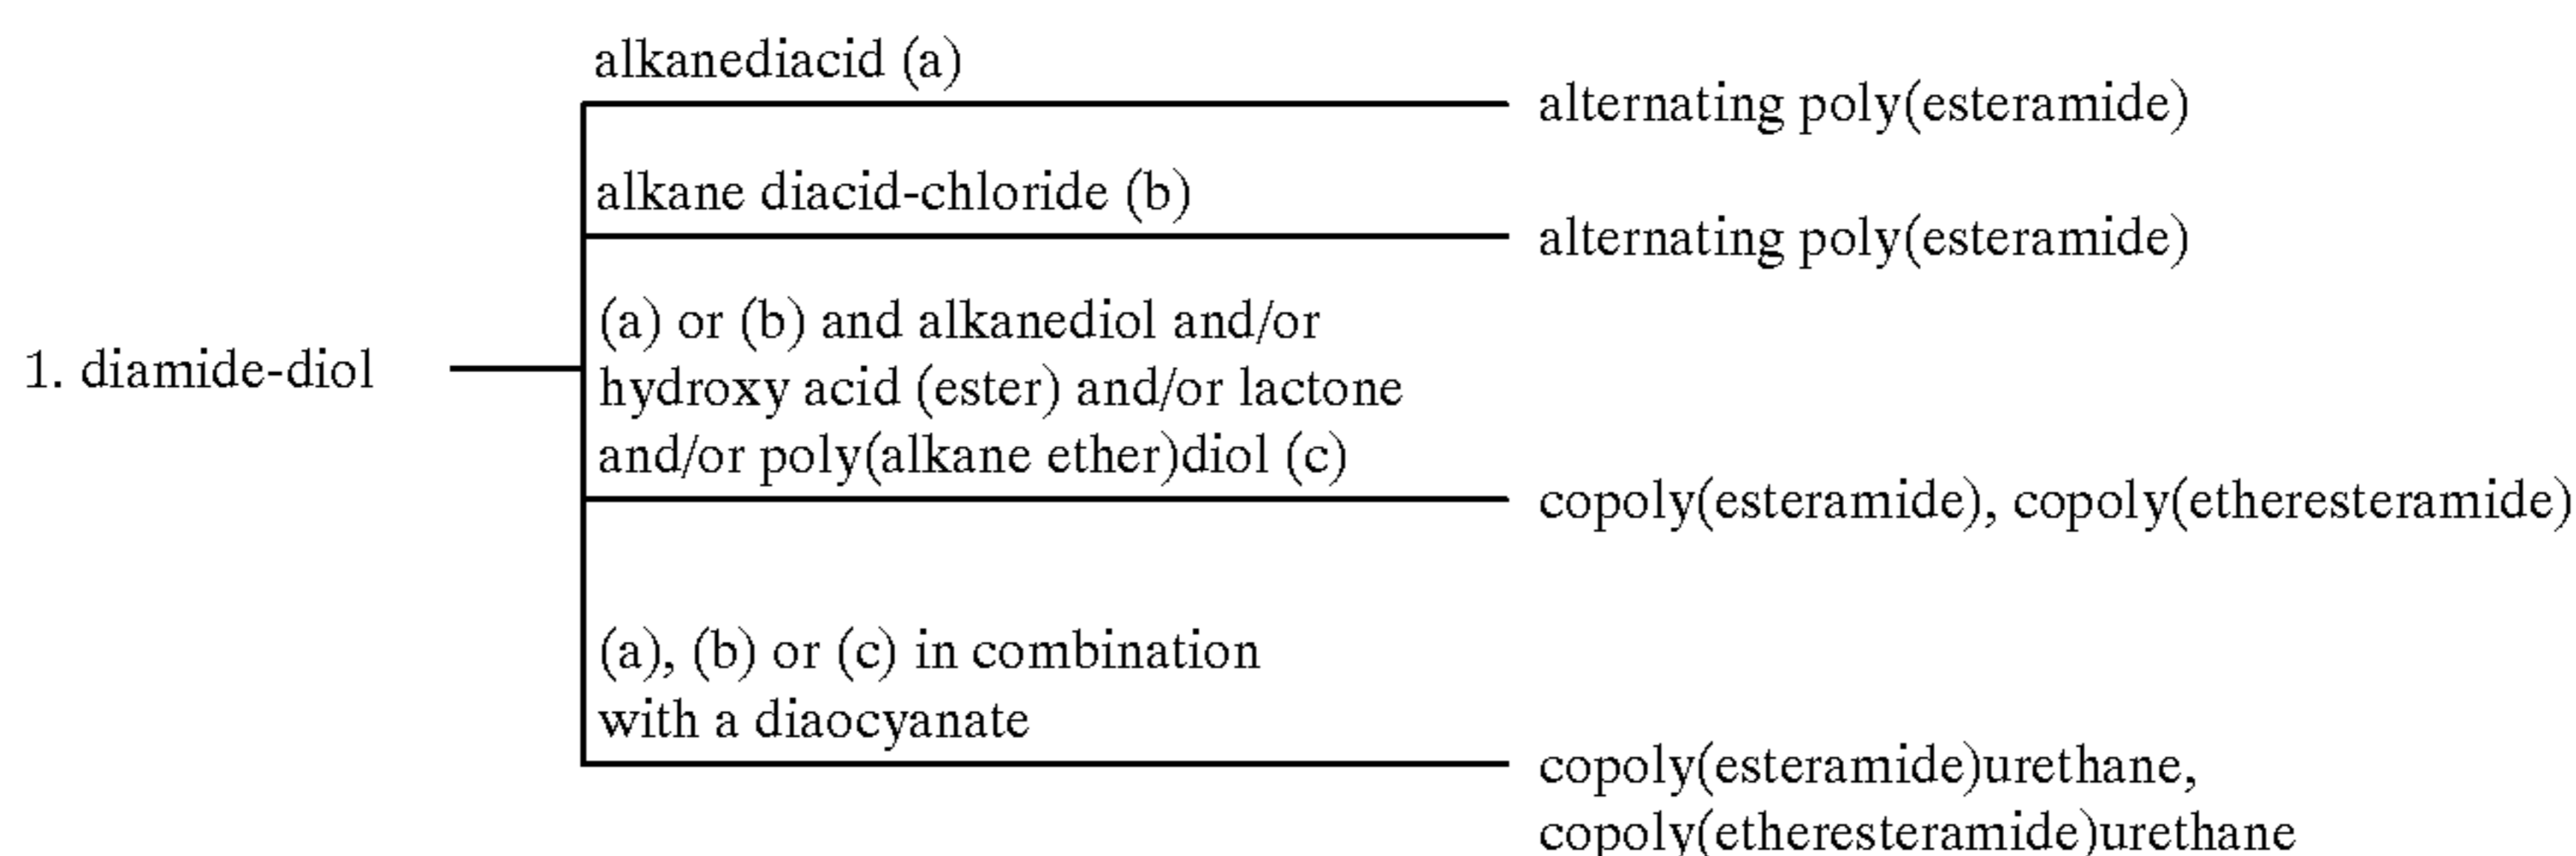 alkanediacid (a)
alternating poly(esteramide)
alkane diacid-chloride (b)
alternating poly(esteramide)
(a) or (b) and alkanediol and/or
1. diamide-diol
hydroxy acid (ester) and/or lactone
and/or poly(alkane ether)diol (c)
copoly(esteramide), copoly(etheresteramide)
(a), (b) or (c) in combination
with a diaocyanate
copoly(esteramide)urethane,
copoly(etheresteramide)urethane